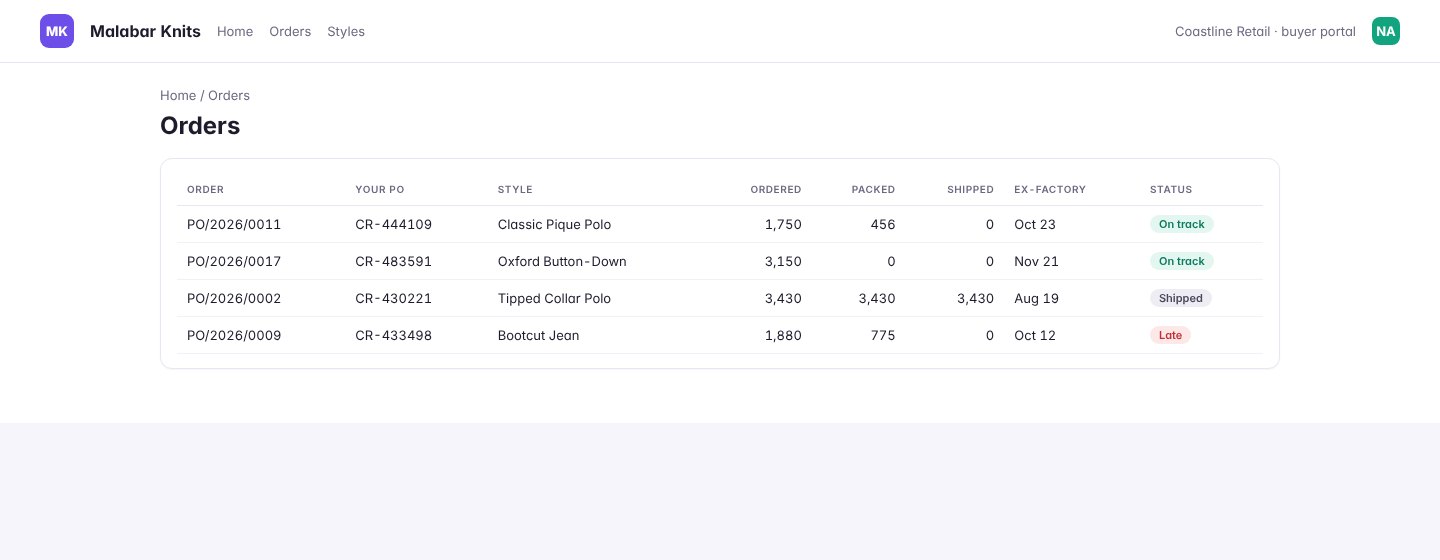 MK Malabar Knits Home Orders Styles Coastline Retail · buyer portal NA
Home / Orders
Orders
ORDER YOUR PO STYLE ORDERED PACKED SHIPPED EX-FACTORY STATUS
PO/2026/0011 CR-444109 Classic Pique Polo 1,750 456 0 Oct 23 On track
PO/2026/0017 CR-483591 Oxford Button-Down 3,150 0 0 Nov 21 On track
PO/2026/0002 CR-430221 Tipped Collar Polo 3,430 3,430 3,430 Aug 19 Shipped
PO/2026/0009 CR-433498 Bootcut Jean 1,880 775 0 Oct 12 Late